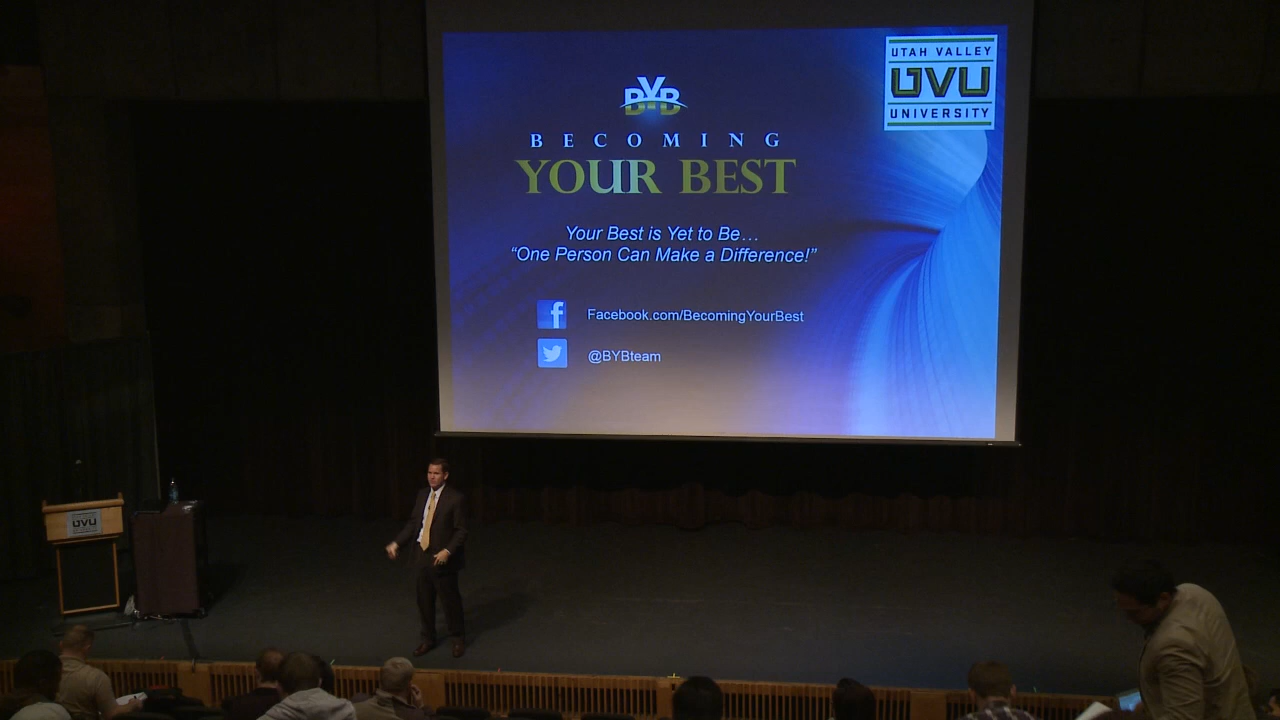 UTAH VALLEY
UVU
UNIVERSITY
BYB
BECOMING
YOUR BEST
Your Best is Yet to Be…
“One Person Can Make a Difference!”
Facebook.com/BecomingYourBest
@BYBteam
UVU